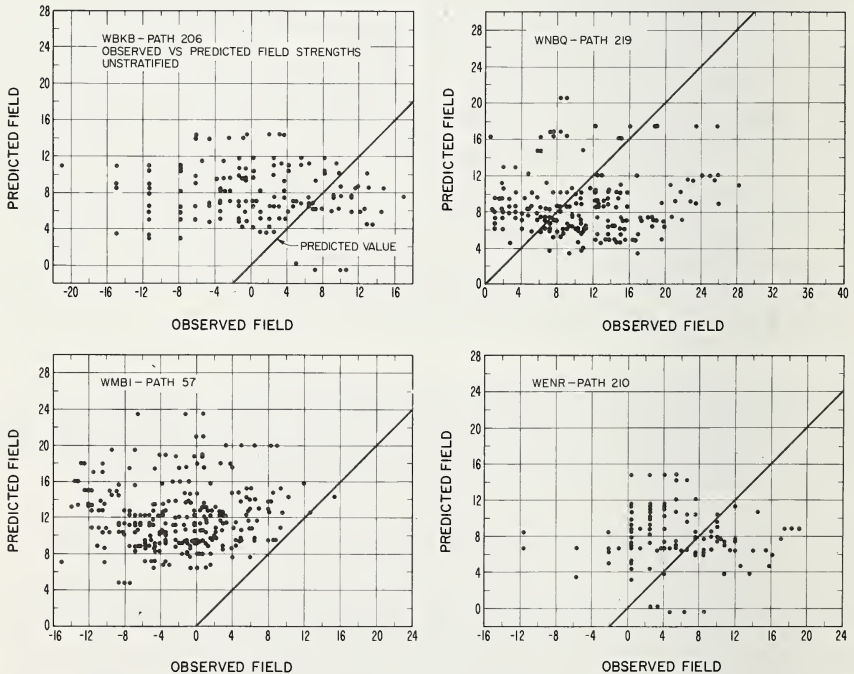 WBKB-PATH 206
OBSERVED VS PREDICTED FIELD STRENGTHS
UNSTRATIFIED
PREDICTED FIELD
28
24
20
16
12
8
4
0
PREDICTED VALUE
-20 -16 -12 -8 -4 0 4 8 12 16
OBSERVED FIELD
WNBQ-PATH 219
PREDICTED FIELD
28
24
20
16
12
8
4
0
0 4 8 12 16 20 24 28 32 36 40
OBSERVED FIELD
WMBI-PATH 57
PREDICTED FIELD
28
24
20
16
12
8
4
0
-16 -12 -8 -4 0 4 8 12 16 20 24
OBSERVED FIELD
WENR-PATH 210
PREDICTED FIELD
28
24
20
16
12
8
4
0
-16 -12 -8 -4 0 4 8 12 16 20 24
OBSERVED FIELD